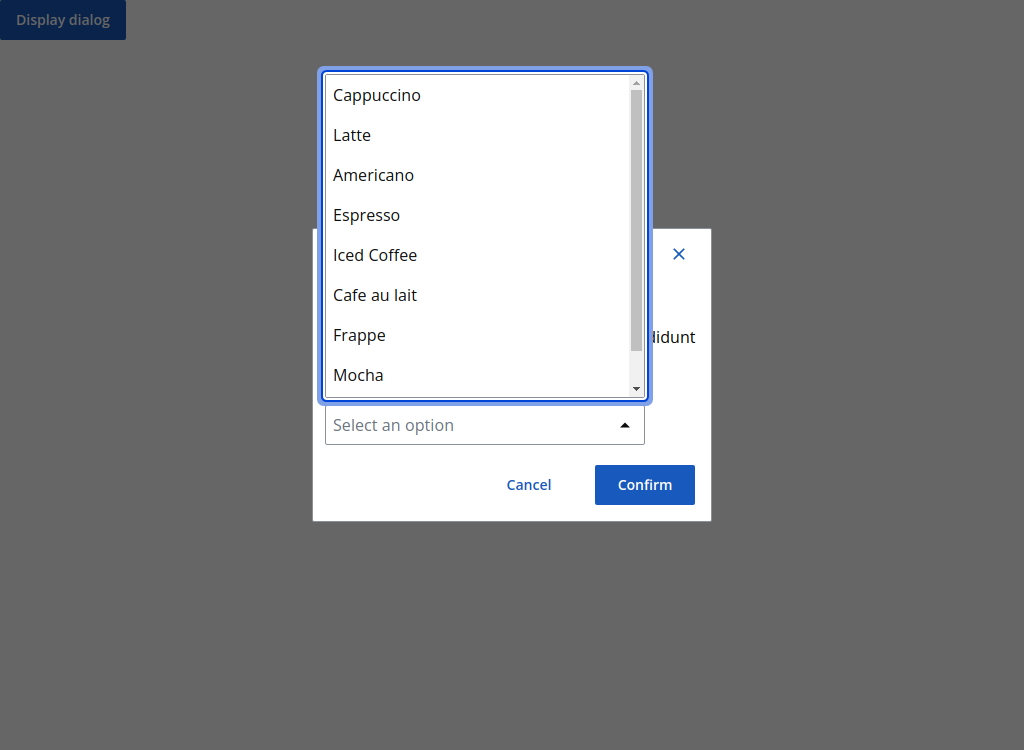 Display dialog
Cappuccino
Latte
Americano
Espresso
Iced Coffee
Cafe au lait
Frappe
Mocha
Select an option
Cancel
Confirm